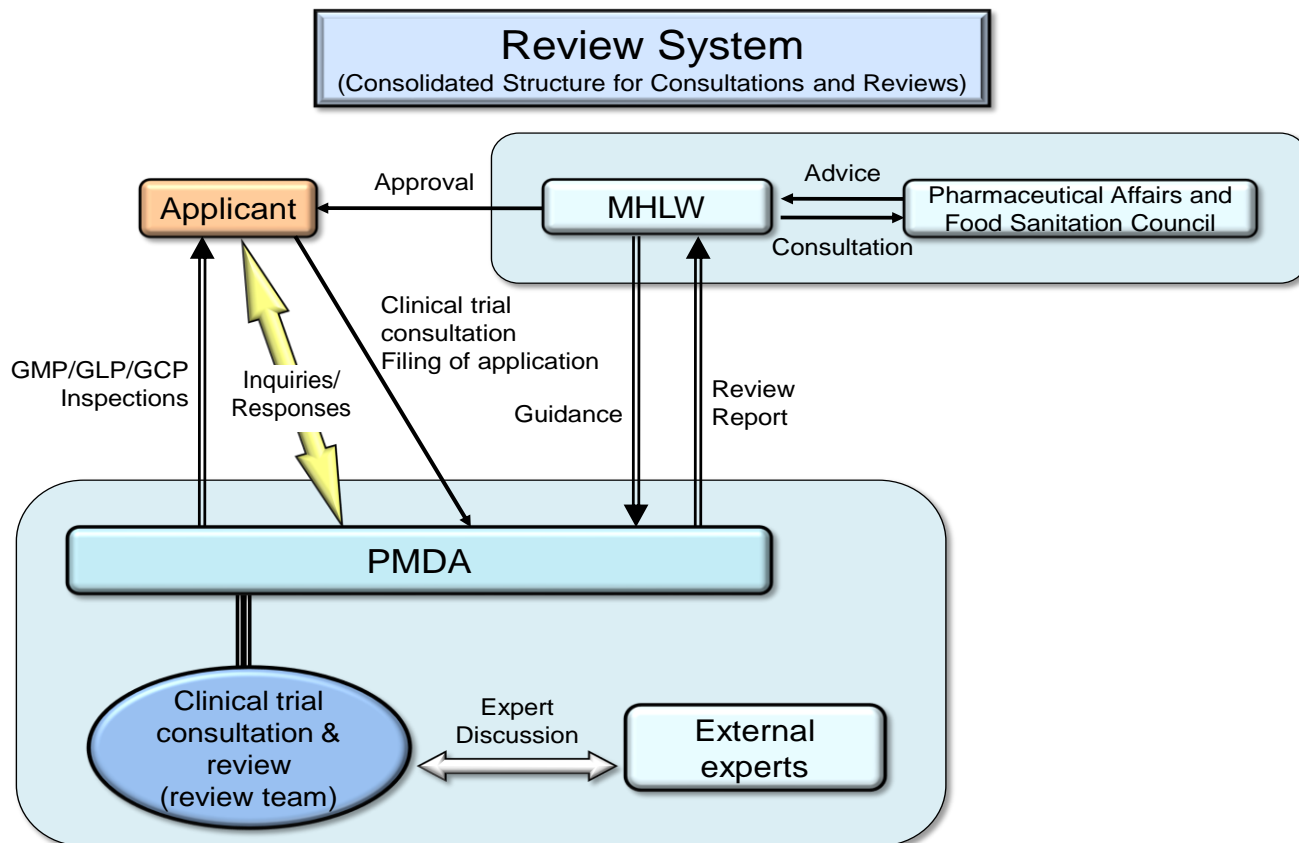 Review System
(Consolidated Structure for Consultations and Reviews)
Applicant
Approval
MHLW
Advice
Consultation
Pharmaceutical Affairs and
Food Sanitation Council
GMP/GLP/GCP
Inspections
Inquiries/
Responses
Clinical trial
consultation
Filing of application
Guidance
Review
Report
PMDA
Clinical trial
consultation &
review
(review team)
Expert
Discussion
External
experts